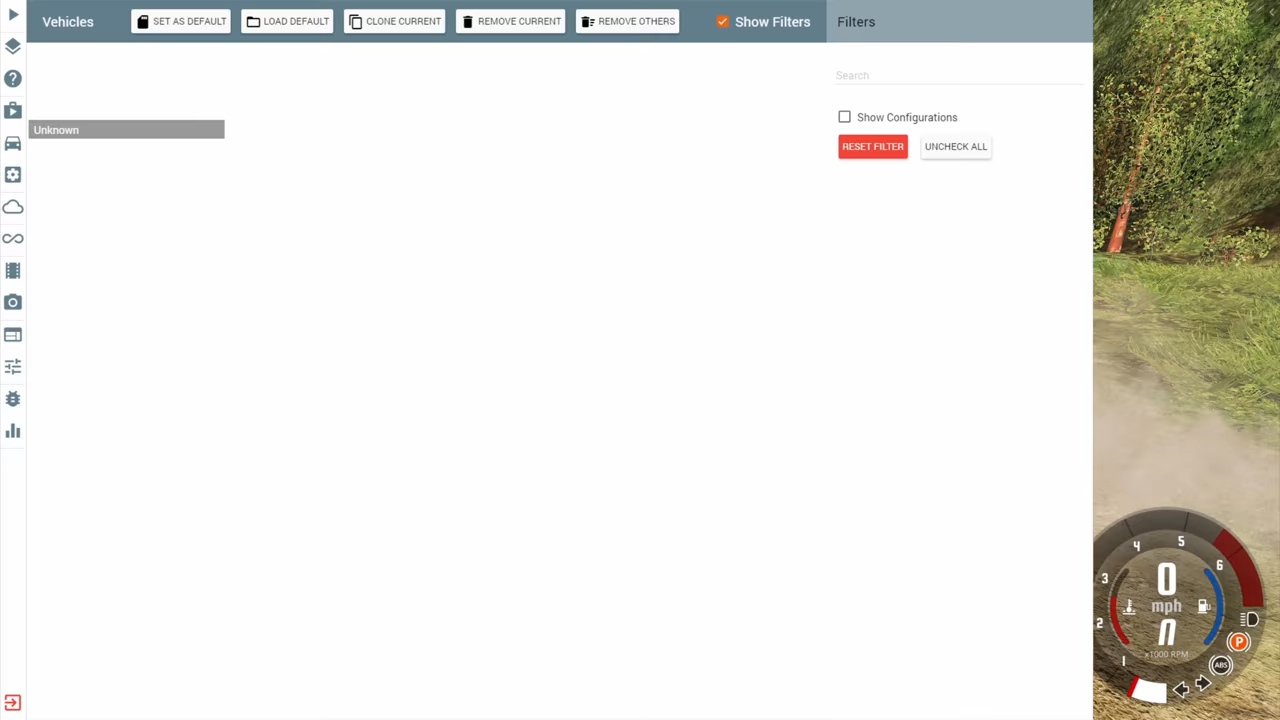 Vehicles
SET AS DEFAULT
LOAD DEFAULT
CLONE CURRENT
REMOVE CURRENT
REMOVE OTHERS
Show Filters
Filters
Search
Unknown
Show Configurations
RESET FILTER
UNCHECK ALL
1
2
3
4
5
6
0
mph
n
x1000 RPM
P
ABS